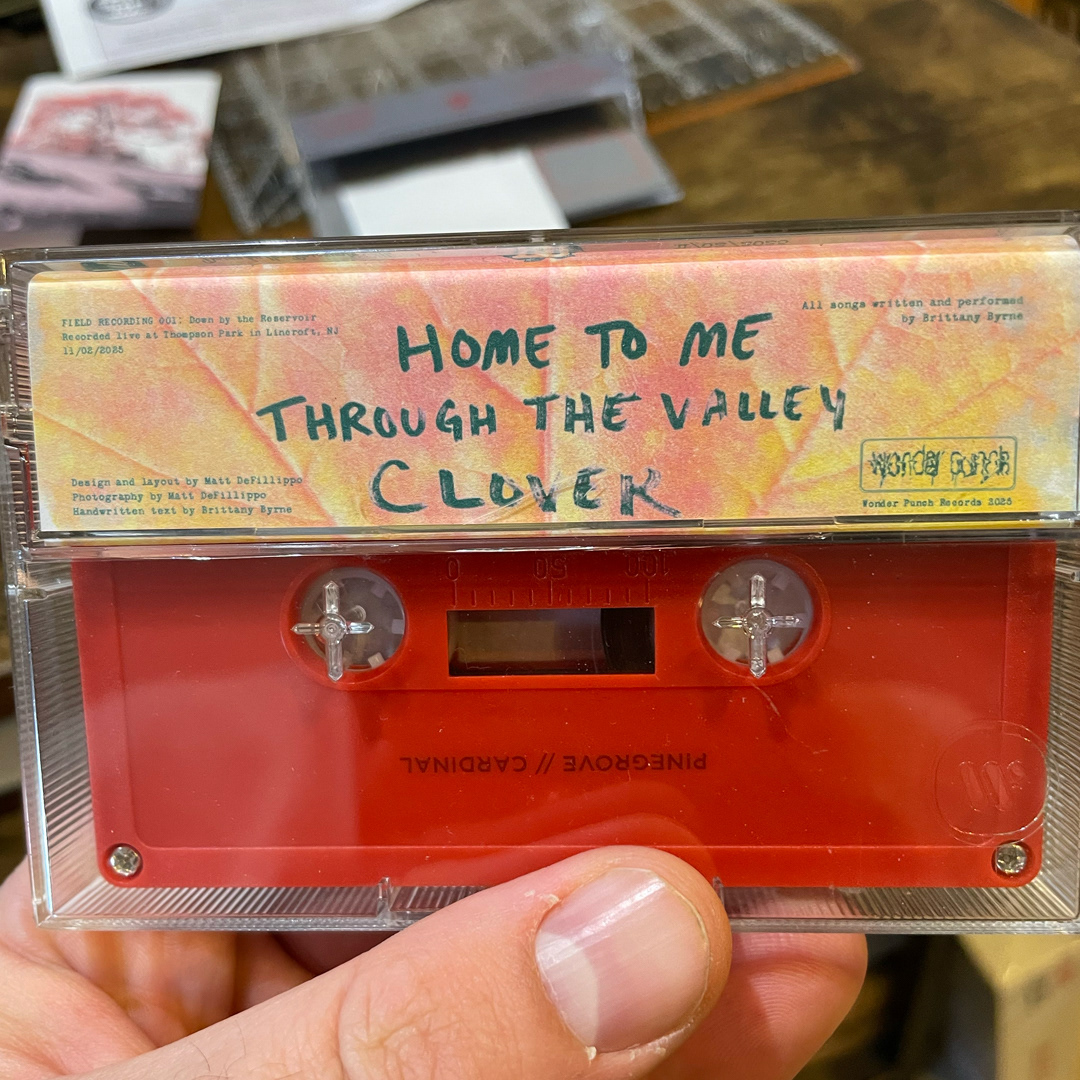 FIELD RECORDING 001: Down by the Reservoir
Recorded live at Thompson Park in Lincroft, NJ
11/02/2025
All songs written and performed
by Brittany Byrne
HOME TO ME
THROUGH THE VALLEY
CLOVER
Design and layout by Matt DeFillippo
Photography by Matt DeFillippo
Handwritten text by Brittany Byrne
wonder punch
Wonder Punch Records 2025
0 50 100
PINEGROVE // CARDINAL